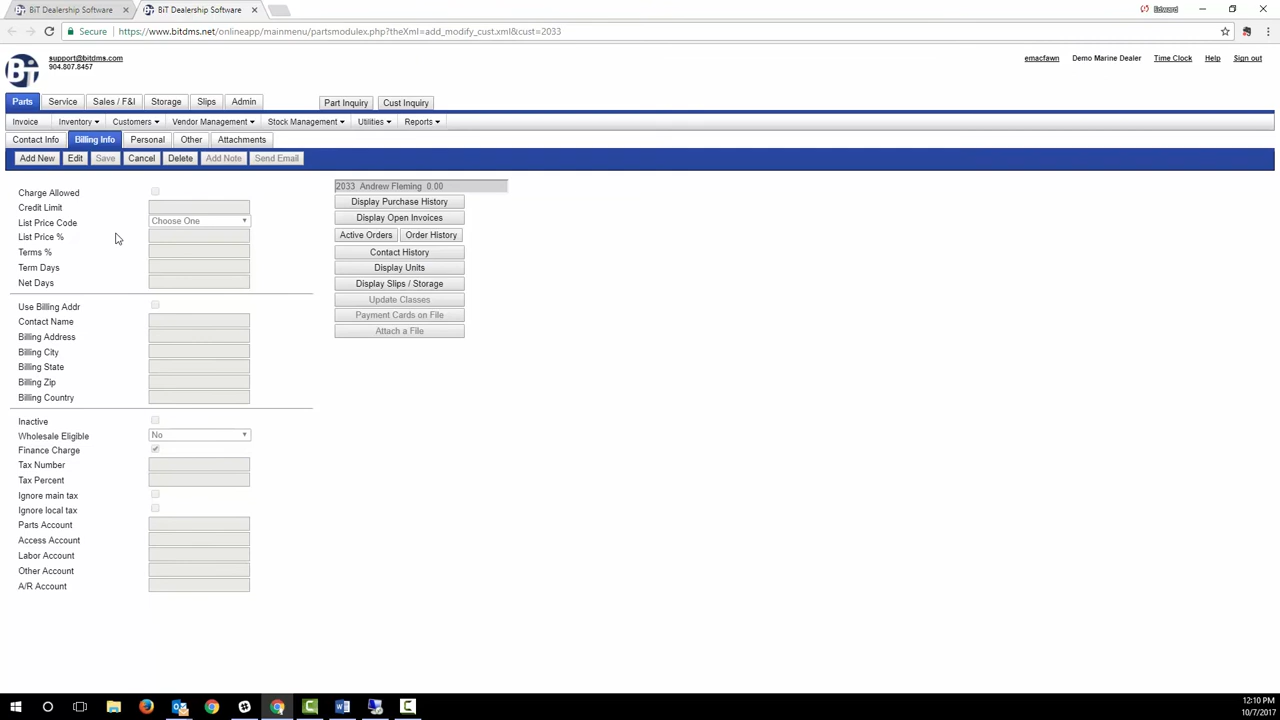 BiT Dealership Software
BiT Dealership Software
Edward
Secure https://www.bitdms.net/onlineapp/mainmenu/partsmodulex.php?theXml=add_modify_cust.xml&cust=2033
BiT
support@bitdms.com
904.807.8457
emacfawn Demo Marine Dealer Time Clock Help Sign out
Parts Service Sales / F&I Storage Slips Admin Part Inquiry Cust Inquiry
Invoice Inventory Customers Vendor Management Stock Management Utilities Reports
Contact Info Billing Info Personal Other Attachments
Add New Edit Save Cancel Delete Add Note Send Email
Charge Allowed
Credit Limit
List Price Code Choose One
List Price %
Terms %
Term Days
Net Days
Use Billing Addr
Contact Name
Billing Address
Billing City
Billing State
Billing Zip
Billing Country
Inactive
Wholesale Eligible No
Finance Charge
Tax Number
Tax Percent
Ignore main tax
Ignore local tax
Parts Account
Access Account
Labor Account
Other Account
A/R Account
2033 Andrew Fleming 0.00
Display Purchase History
Display Open Invoices
Active Orders Order History
Contact History
Display Units
Display Slips / Storage
Update Classes
Payment Cards on File
Attach a File
12:10 PM
10/7/2017